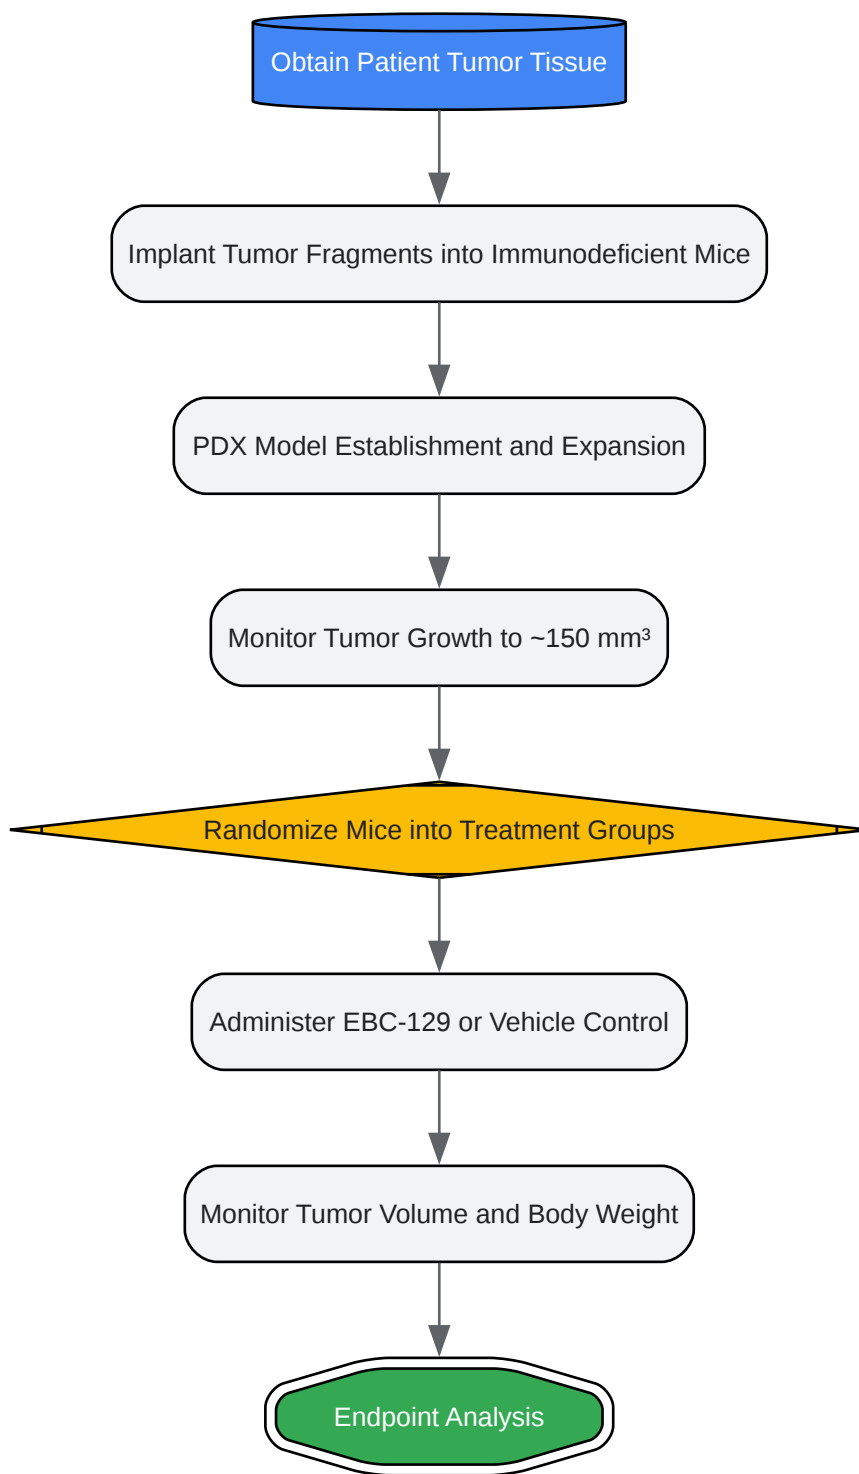 Obtain Patient Tumor Tissue
Implant Tumor Fragments into Immunodeficient Mice
PDX Model Establishment and Expansion
Monitor Tumor Growth to ~150 mm³
Randomize Mice into Treatment Groups
Administer EBC-129 or Vehicle Control
Monitor Tumor Volume and Body Weight
Endpoint Analysis